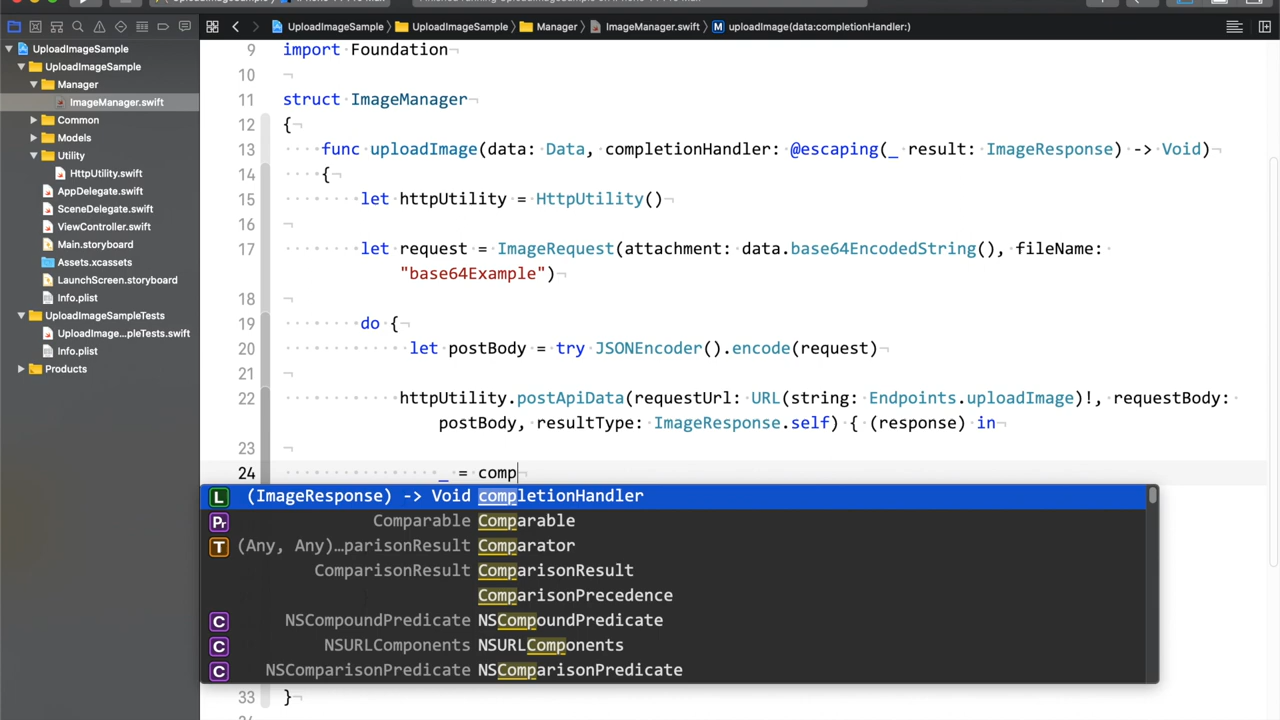 UploadImageSample
UploadImageSample
Manager
ImageManager.swift
uploadImage(data:completionHandler:)
UploadImageSample
UploadImageSample
Manager
ImageManager.swift
Common
Models
Utility
HttpUtility.swift
AppDelegate.swift
SceneDelegate.swift
ViewController.swift
Main.storyboard
Assets.xcassets
LaunchScreen.storyboard
Info.plist
UploadImageSampleTests
UploadImage...pleTests.swift
Info.plist
Products
9 import Foundation
10
11 struct ImageManager
12 {
13 func uploadImage(data: Data, completionHandler: @escaping(_ result: ImageResponse) -> Void)
14 {
15 let httpUtility = HttpUtility()
16
17 let request = ImageRequest(attachment: data.base64EncodedString(), fileName:
"base64Example")
18
19 do {
20 let postBody = try JSONEncoder().encode(request)
21
22 httpUtility.postApiData(requestUrl: URL(string: Endpoints.uploadImage)!, requestBody:
postBody, resultType: ImageResponse.self) { (response) in
23
24 _ = comp
L (ImageResponse) -> Void completionHandler
Pr Comparable Comparable
T (Any, Any)…parisonResult Comparator
ComparisonResult ComparisonResult
ComparisonPrecedence
C NSCompoundPredicate NSCompoundPredicate
C NSURLComponents NSURLComponents
C NSComparisonPredicate NSComparisonPredicate
33 }